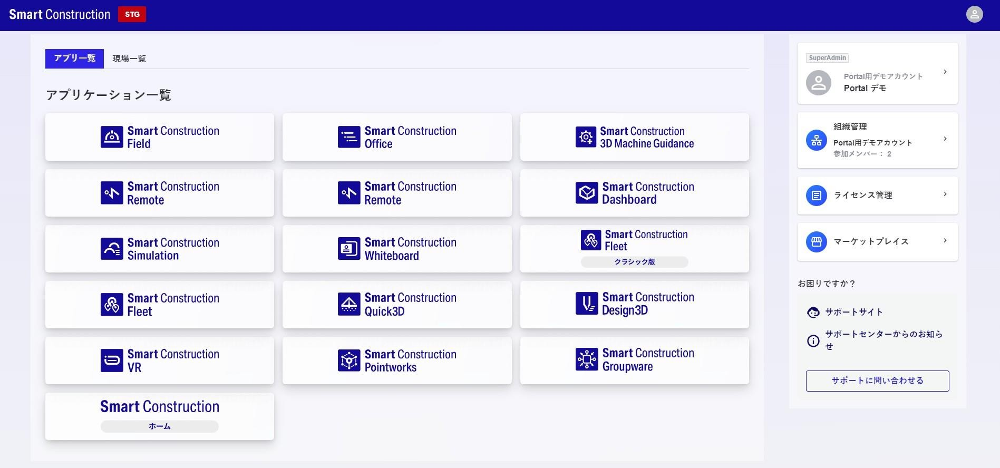 Smart Construction STG
アプリ一覧 現場一覧
アプリケーション一覧
Smart Construction
Field
Smart Construction
Office
Smart Construction
3D Machine Guidance
Smart Construction
Remote
Smart Construction
Remote
Smart Construction
Dashboard
Smart Construction
Simulation
Smart Construction
Whiteboard
Smart Construction
Fleet
クラシック版
Smart Construction
Fleet
Smart Construction
Quick3D
Smart Construction
Design3D
Smart Construction
VR
Smart Construction
Pointworks
Smart Construction
Groupware
Smart Construction
ホーム
SuperAdmin
Portal用デモアカウント
Portal デモ
組織管理
Portal用デモアカウント
参加メンバー： 2
ライセンス管理
マーケットプレイス
お困りですか？
サポートサイト
サポートセンターからのお知ら
せ
サポートに問い合わせる